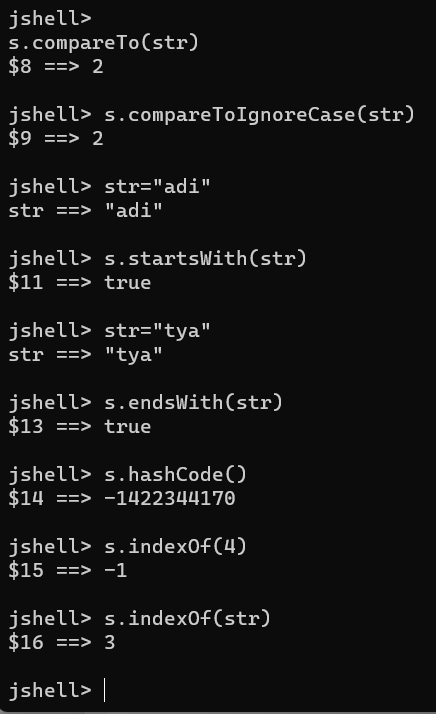 jshell>
s.compareTo(str)
$8 ==> 2
jshell> s.compareToIgnoreCase(str)
$9 ==> 2
jshell> str="adi"
str ==> "adi"
jshell> s.startsWith(str)
$11 ==> true
jshell> str="tya"
str ==> "tya"
jshell> s.endsWith(str)
$13 ==> true
jshell> s.hashCode()
$14 ==> -1422344170
jshell> s.indexOf(4)
$15 ==> -1
jshell> s.indexOf(str)
$16 ==> 3
jshell>